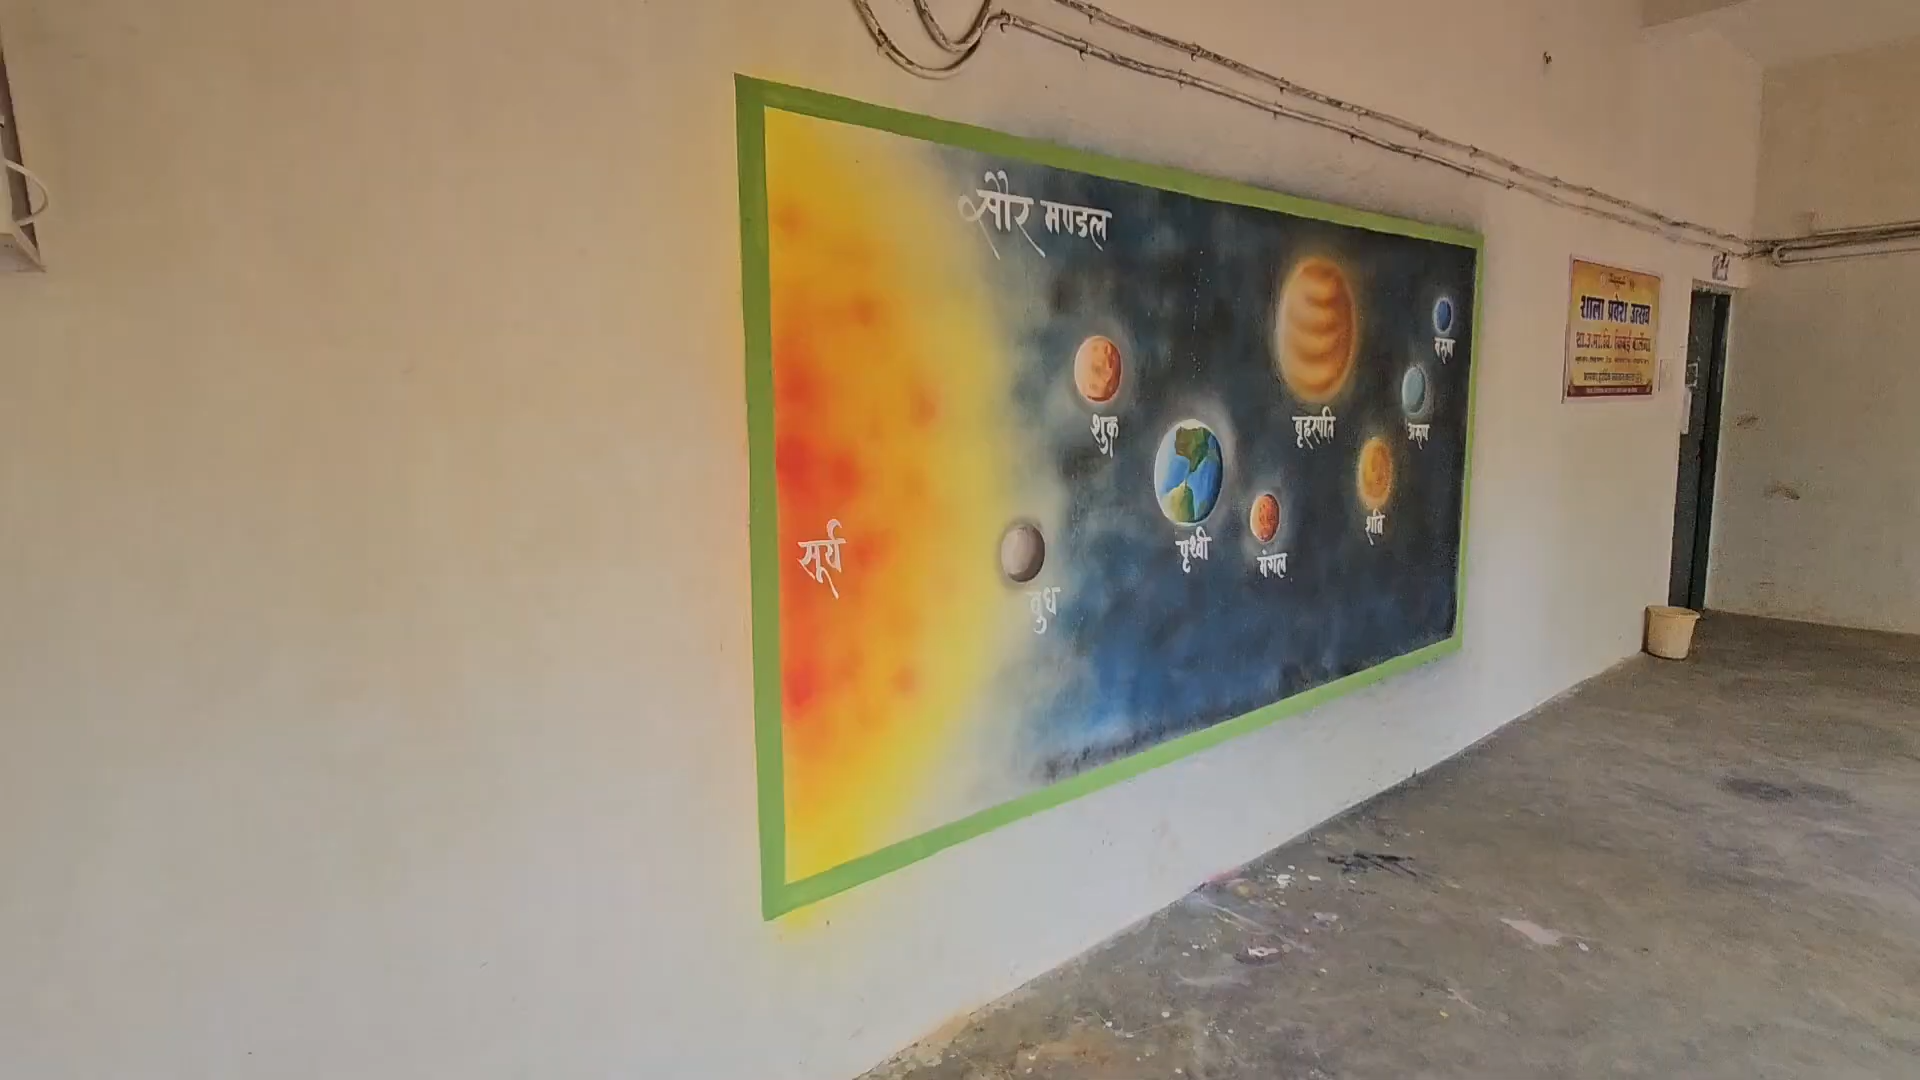 सौर मण्डल
सूर्य
बुध
शुक्र
पृथ्वी
मंगल
बृहस्पति
शनि
अरुण
वरुण
शाला प्रवेश उत्सव